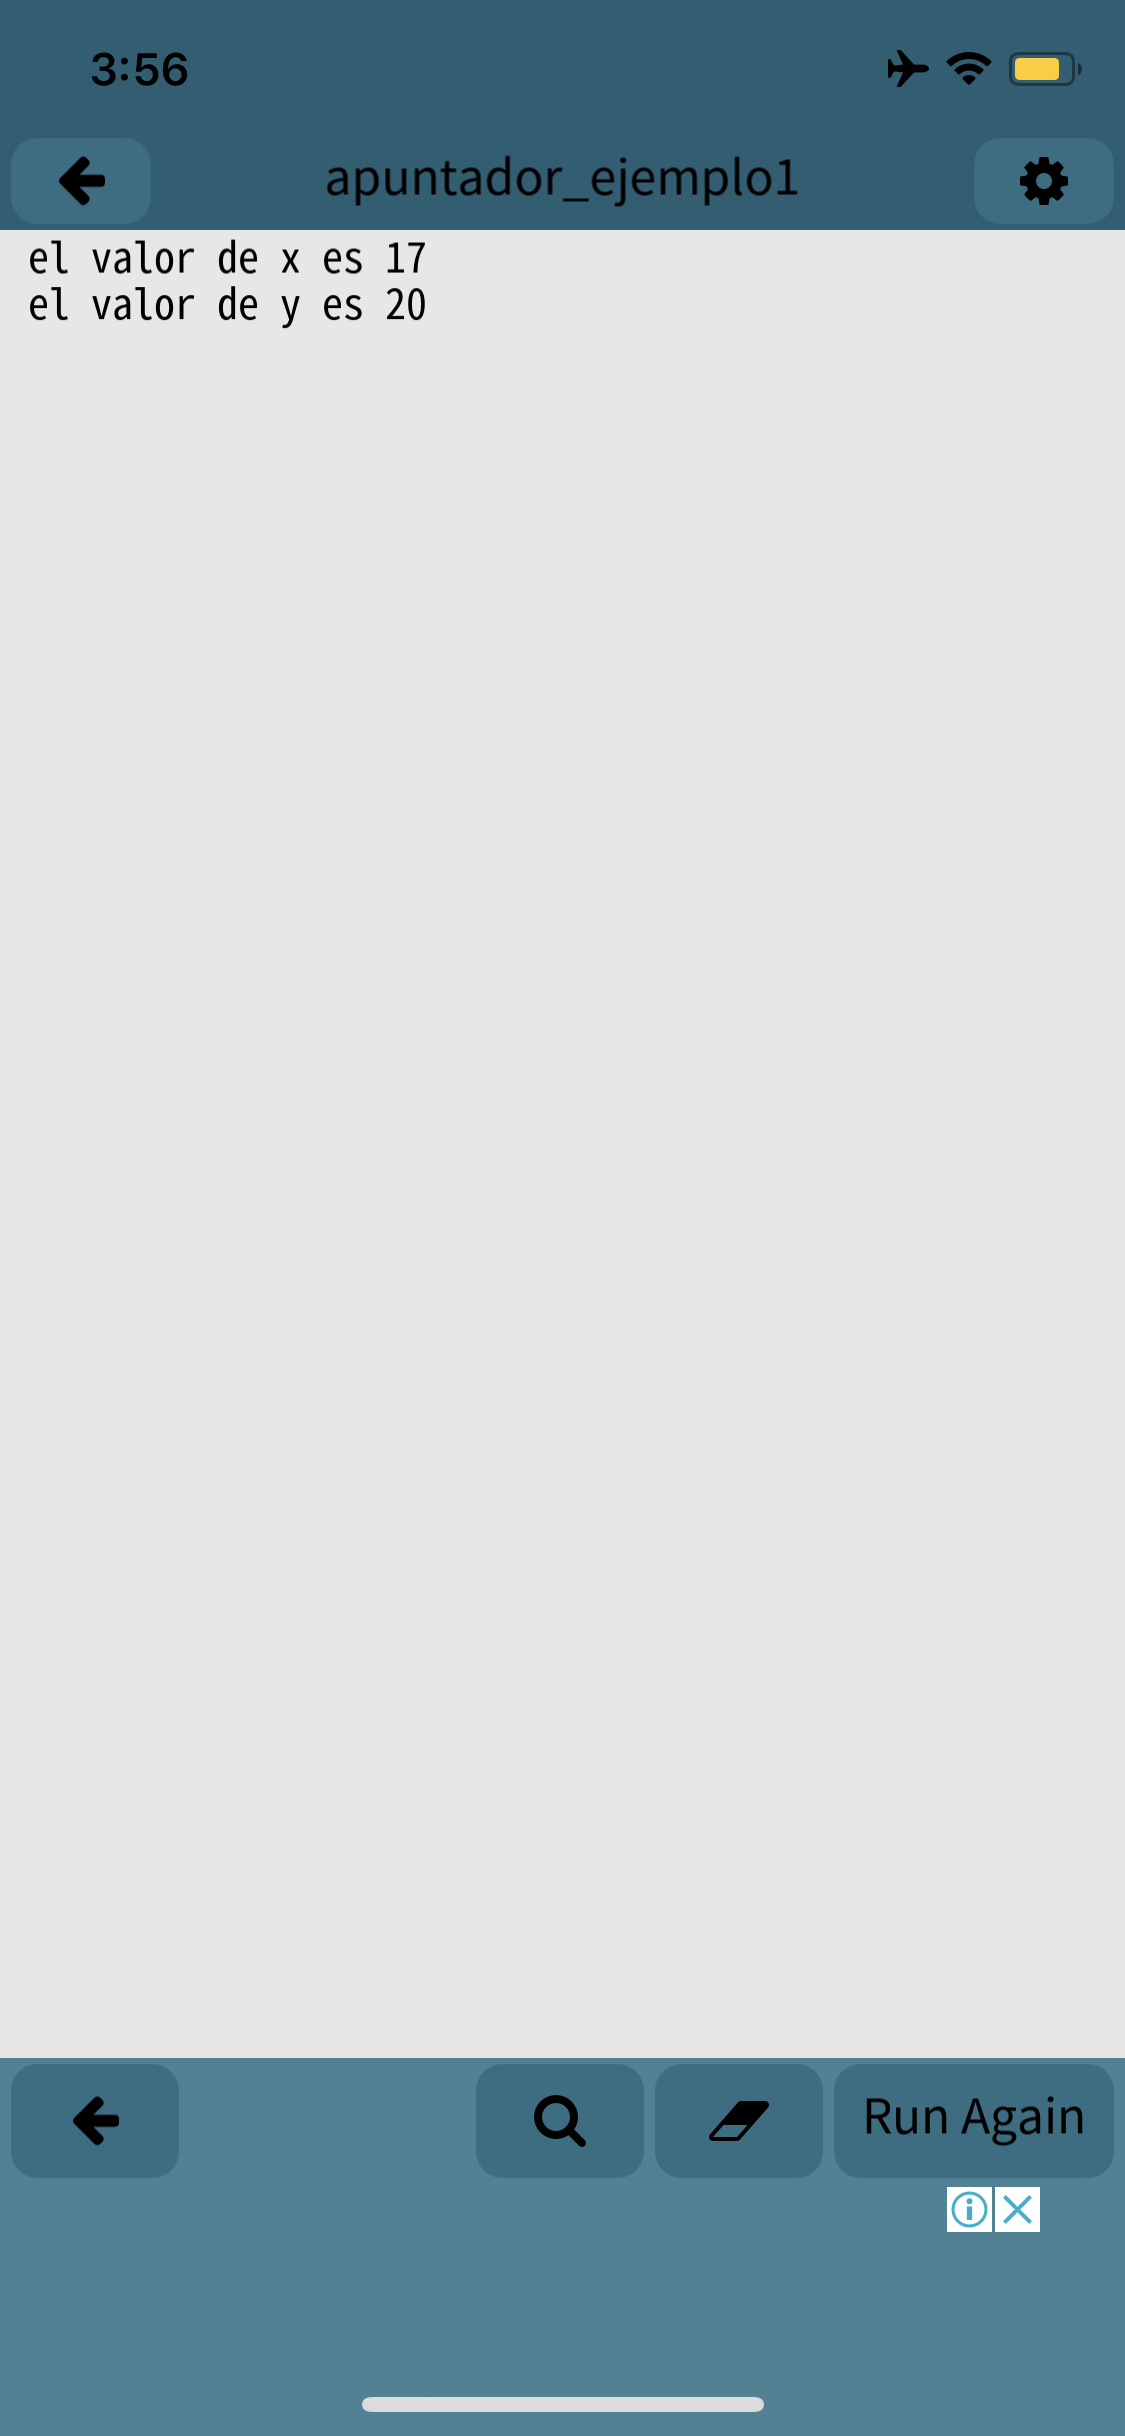 3:56
apuntador_ejemplo1
el valor de x es 17
el valor de y es 20
Run Again